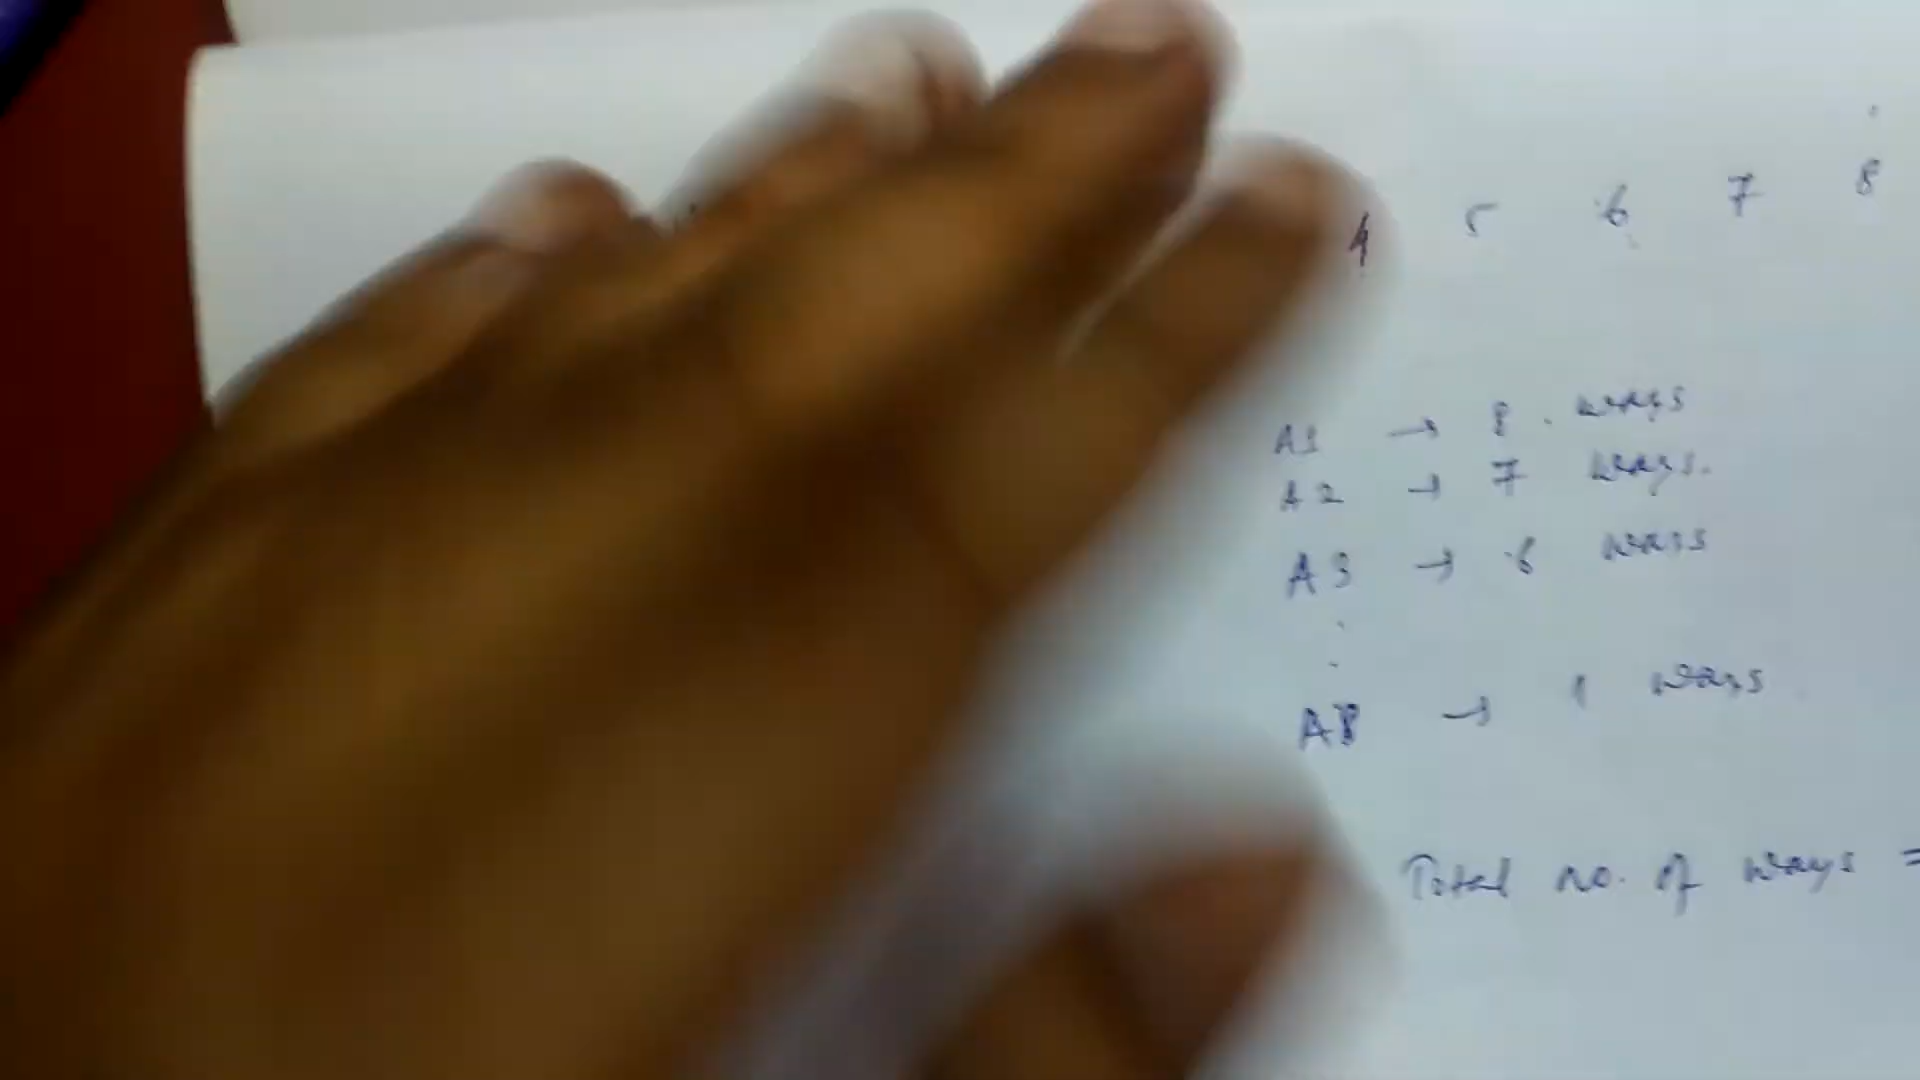 4 5 6 7 8
A1 → 8 ways
A2 → 7 ways.
A3 → 6 ways
.
.
A8 → 1 ways
Total no. of ways =